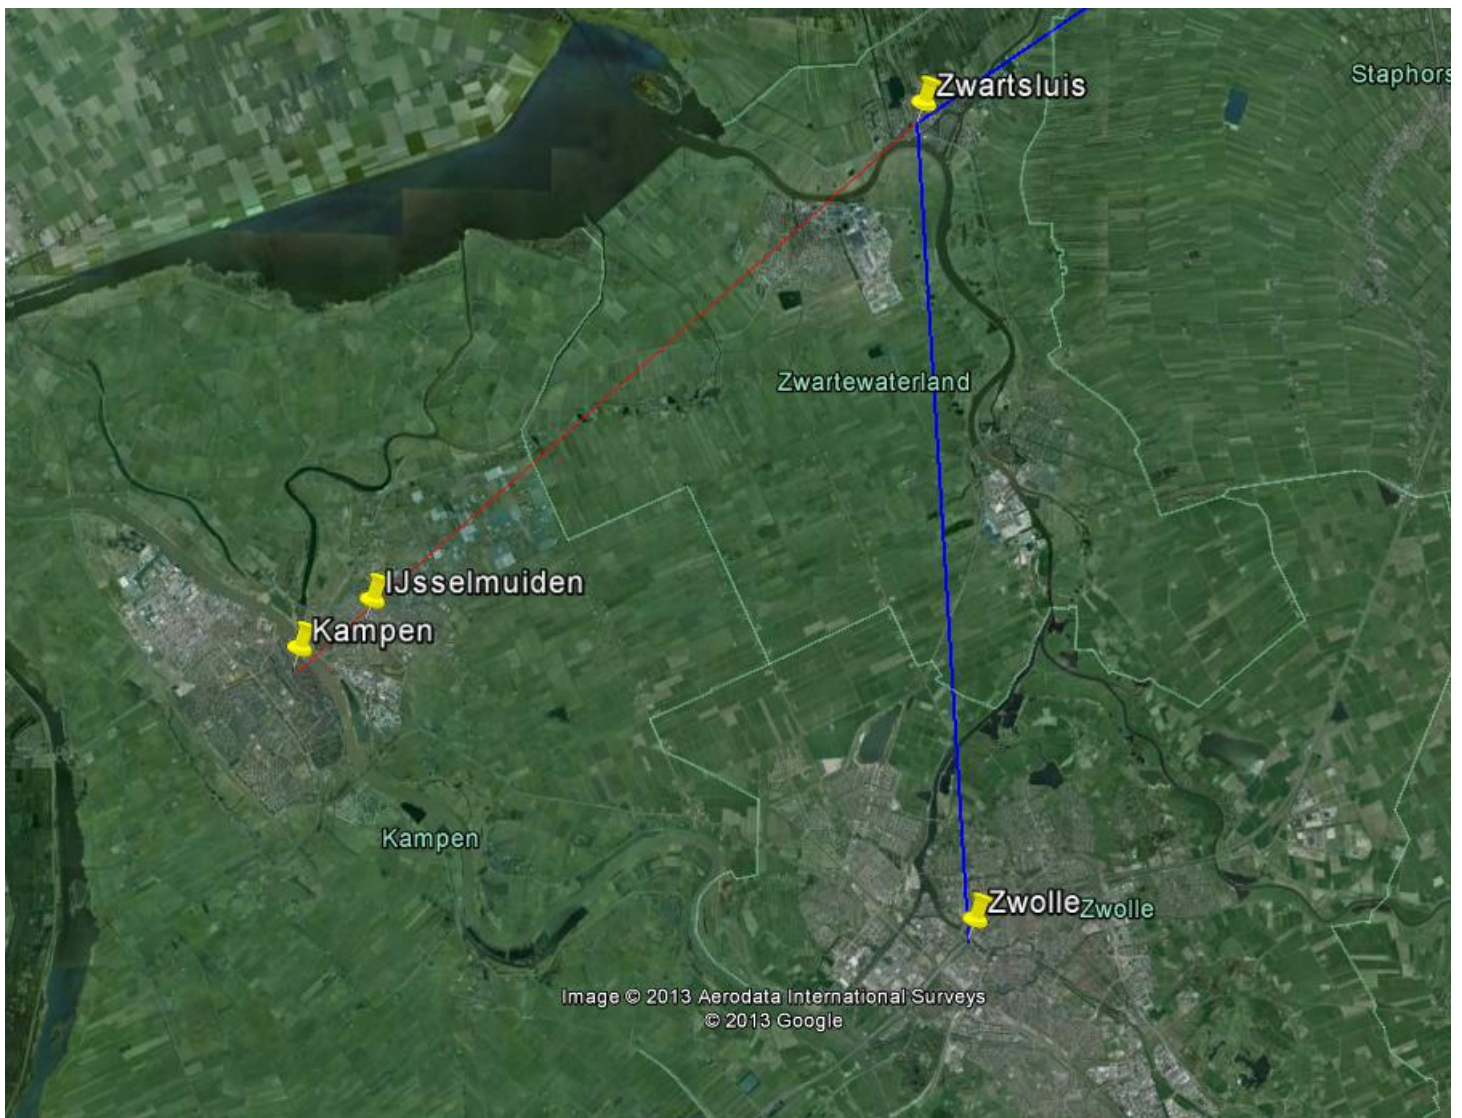 Zwartsluis
Staphors
Zwartewaterland
IJsselmuiden
Kampen
Kampen
Zwolle Zwolle
Image © 2013 Aerodata International Surveys
© 2013 Google